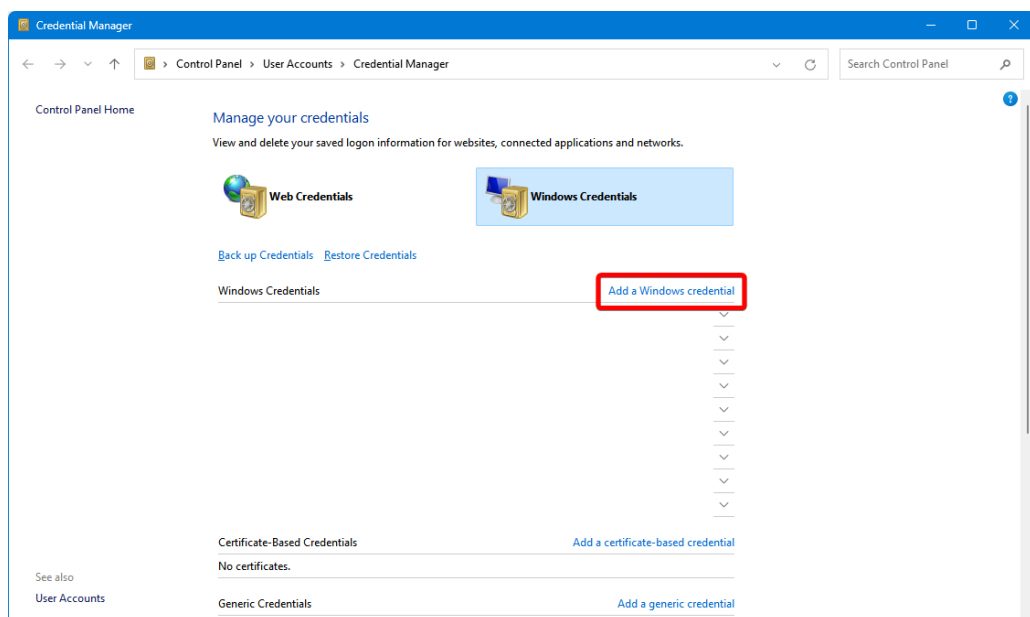 Credential Manager
Control Panel > User Accounts > Credential Manager
Search Control Panel
Control Panel Home
Manage your credentials
View and delete your saved logon information for websites, connected applications and networks.
Web Credentials
Windows Credentials
Back up Credentials Restore Credentials
Windows Credentials Add a Windows credential
Certificate-Based Credentials Add a certificate-based credential
No certificates.
See also
User Accounts
Generic Credentials Add a generic credential